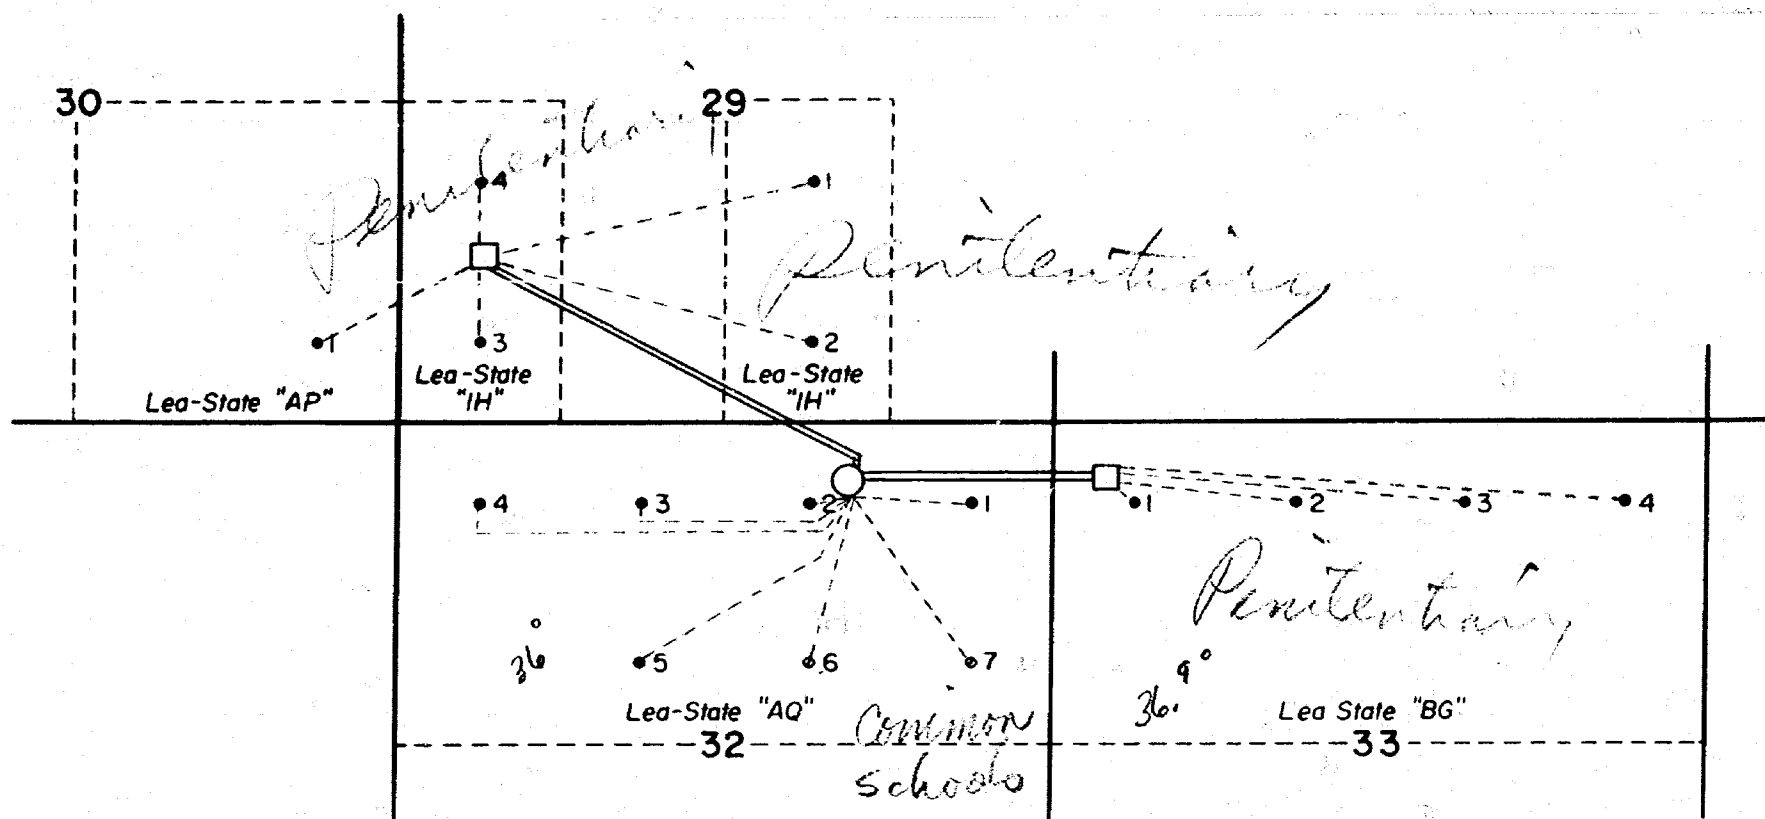 30
29
Penitentiary
4
1
Penitentiary
1
3
2
Lea-State "AP"
Lea-State
"IH"
Lea-State
"IH"
4
3
2
1
1
2
3
4
Penitentiary
36°
5
6
7
36.9°
Lea-State "AQ"
Common
Schools
Lea State "BG"
32
33